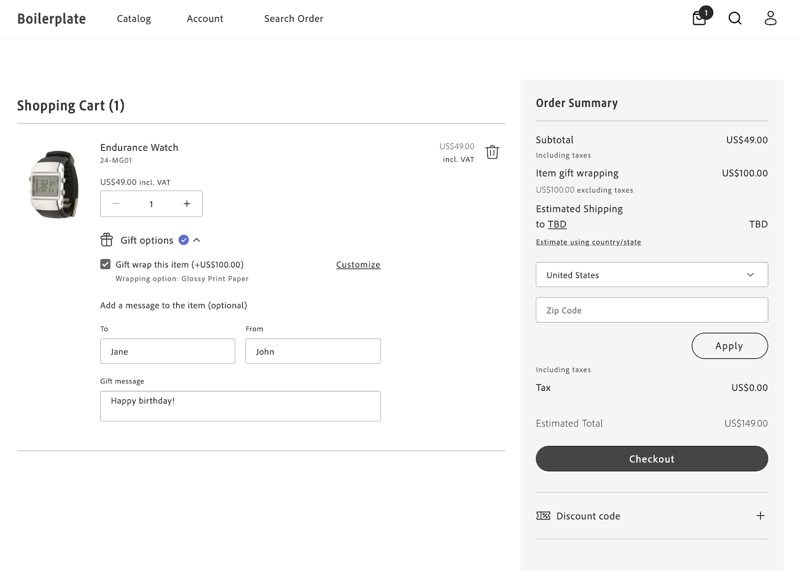 Boilerplate
Catalog
Account
Search Order
1
Shopping Cart (1)
Endurance Watch
24-MG01
US$49.00
incl. VAT
US$49.00 incl. VAT
− 1 +
Gift options
Gift wrap this item (+US$100.00)
Customize
Wrapping option: Glossy Print Paper
Add a message to the item (optional)
To
From
Jane
John
Gift message
Happy birthday!
Order Summary
Subtotal US$49.00
Including taxes
Item gift wrapping US$100.00
US$100.00 excluding taxes
Estimated Shipping
to TBD TBD
Estimate using country/state
United States
Zip Code
Apply
Including taxes
Tax US$0.00
Estimated Total US$149.00
Checkout
Discount code +